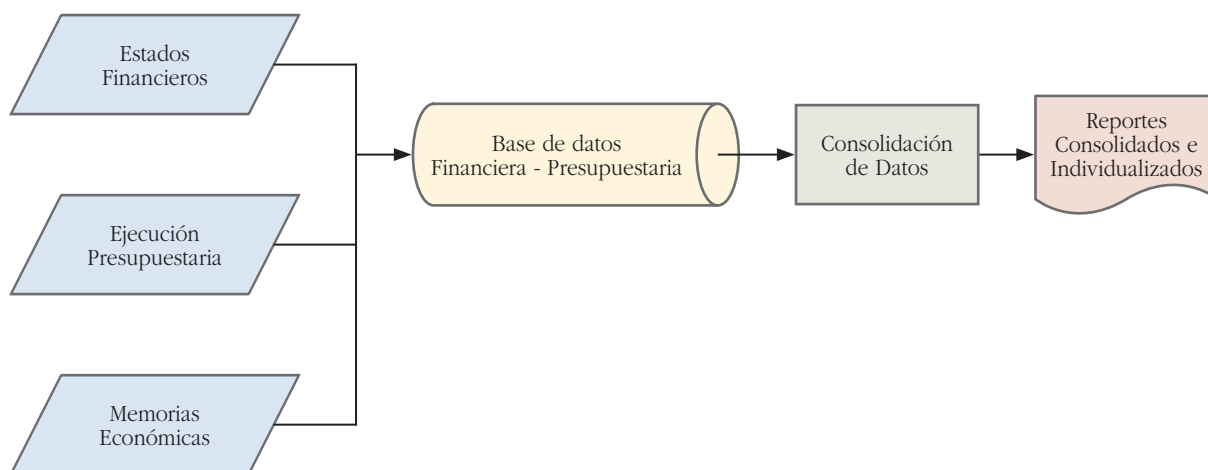 Estados
Financieros
Ejecución
Presupuestaria
Memorias
Económicas
Base de datos
Financiera - Presupuestaria
Consolidación
de Datos
Reportes
Consolidados e
Individualizados